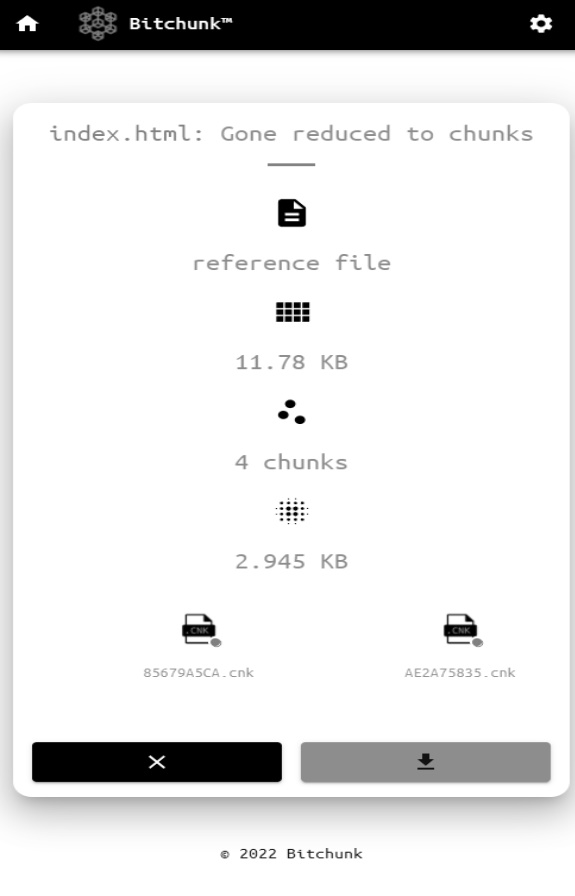 Bitchunk™
index.html: Gone reduced to chunks
reference file
11.78 KB
4 chunks
2.945 KB
.CNK .CNK
85679A5CA.cnk AE2A75835.cnk
© 2022 Bitchunk